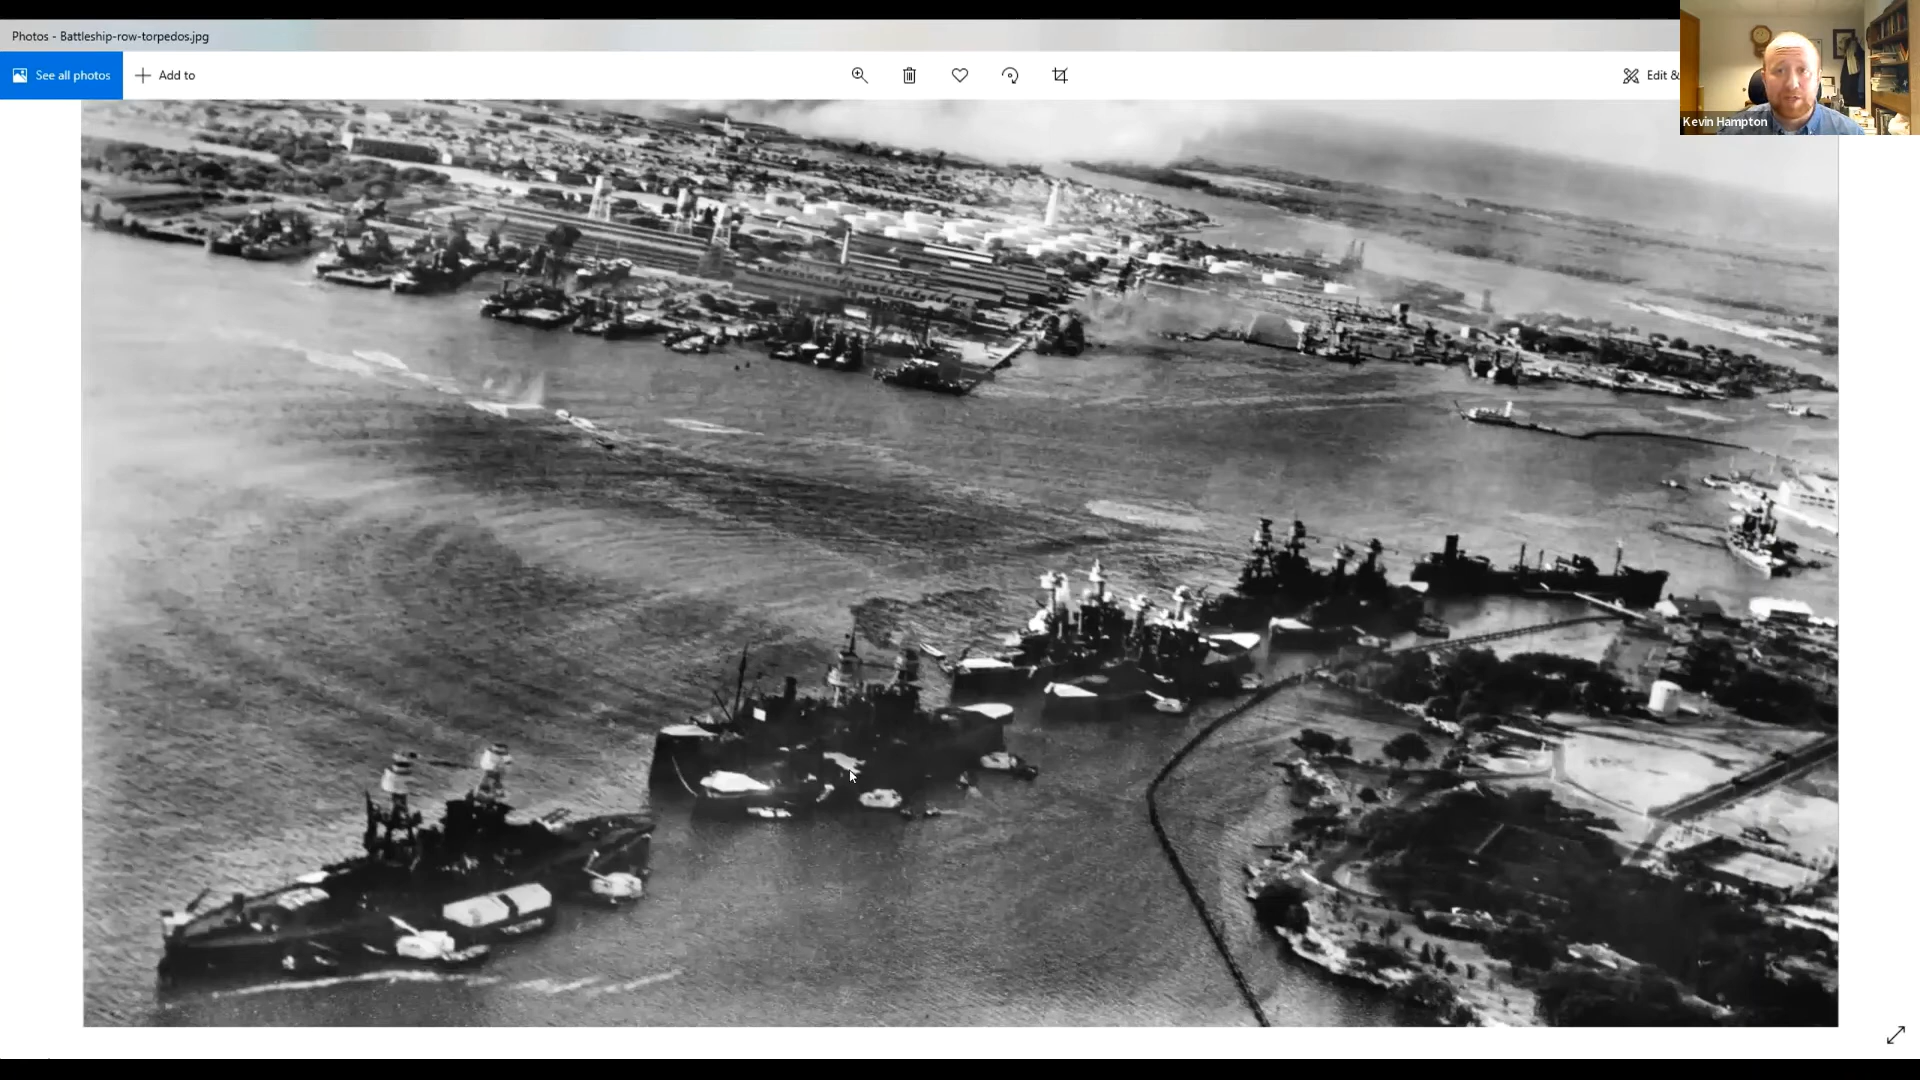 Photos - Battleship-row-torpedos.jpg
See all photos
Add to
Edit &
Kevin Hampton